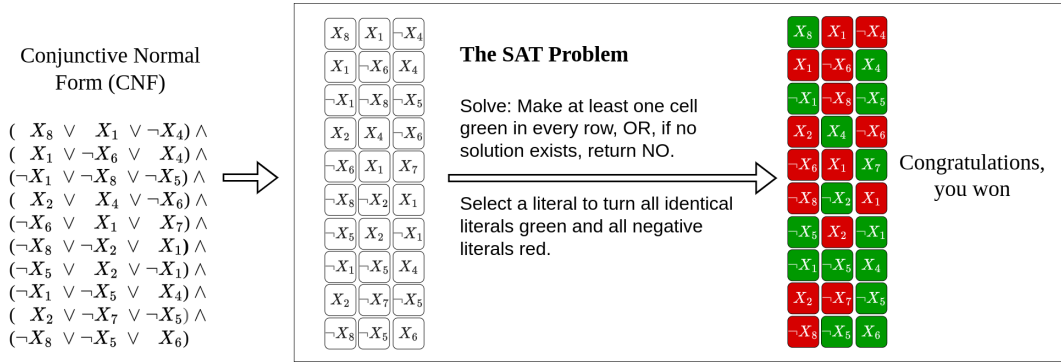 Conjunctive Normal
Form (CNF)
( X₈ ∨ X₁ ∨ ¬X₄) ∧
( X₁ ∨ ¬X₆ ∨ X₄) ∧
(¬X₁ ∨ ¬X₈ ∨ ¬X₅) ∧
( X₂ ∨ X₄ ∨ ¬X₆) ∧
(¬X₆ ∨ X₁ ∨ X₇) ∧
(¬X₈ ∨ ¬X₂ ∨ X₁) ∧
(¬X₅ ∨ X₂ ∨ ¬X₁) ∧
(¬X₁ ∨ ¬X₅ ∨ X₄) ∧
( X₂ ∨ ¬X₇ ∨ ¬X₅) ∧
(¬X₈ ∨ ¬X₅ ∨ X₆)
X₈ X₁ ¬X₄
X₁ ¬X₆ X₄
¬X₁ ¬X₈ ¬X₅
X₂ X₄ ¬X₆
¬X₆ X₁ X₇
¬X₈ ¬X₂ X₁
¬X₅ X₂ ¬X₁
¬X₁ ¬X₅ X₄
X₂ ¬X₇ ¬X₅
¬X₈ ¬X₅ X₆
The SAT Problem
Solve: Make at least one cell
green in every row, OR, if no
solution exists, return NO.
Select a literal to turn all identical
literals green and all negative
literals red.
X₈ X₁ ¬X₄
X₁ ¬X₆ X₄
¬X₁ ¬X₈ ¬X₅
X₂ X₄ ¬X₆
¬X₆ X₁ X₇
¬X₈ ¬X₂ X₁
¬X₅ X₂ ¬X₁
¬X₁ ¬X₅ X₄
X₂ ¬X₇ ¬X₅
¬X₈ ¬X₅ X₆
Congratulations,
you won